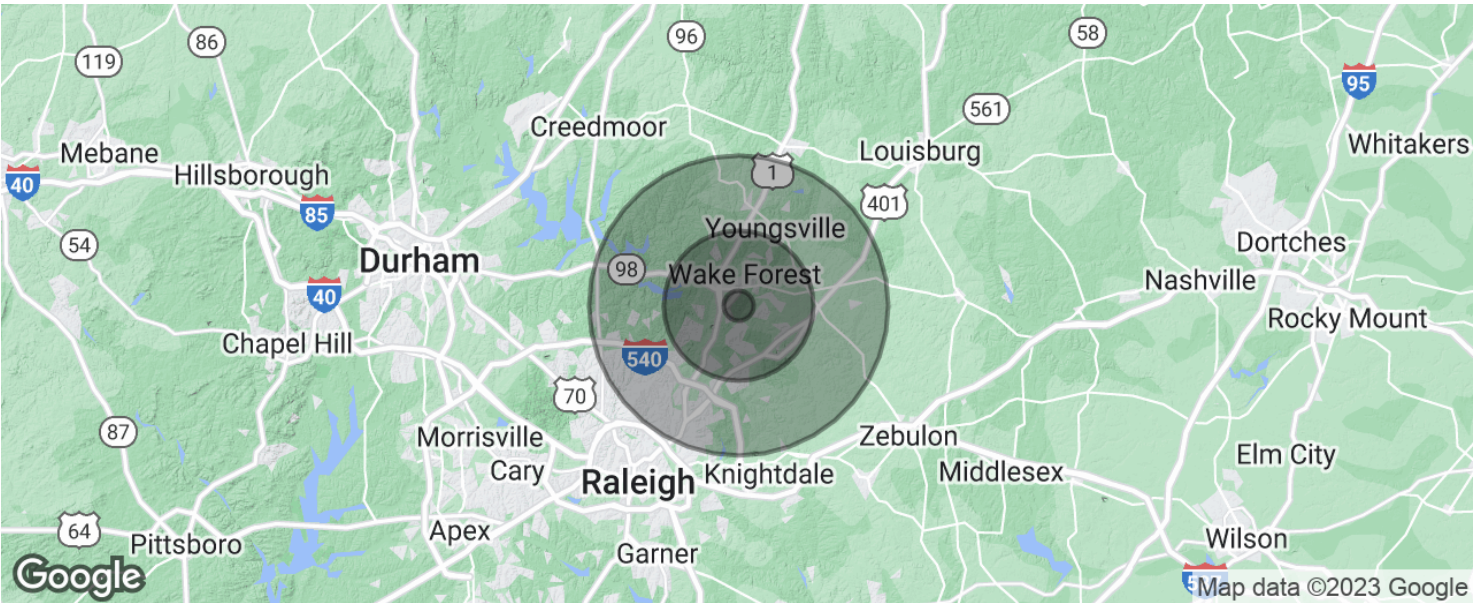 96
58
86
119
95
561
Creedmoor
Whitakers
Mebane
Louisburg
1
Hillsborough
40
401
85
Youngsville
54
Dortches
Durham
98
Wake Forest
Nashville
40
Rocky Mount
Chapel Hill
540
70
87
Morrisville
Zebulon
Elm City
Cary
Knightdale
Middlesex
Raleigh
64
Apex
Wilson
Pittsboro
Garner
Google
Map data ©2023 Google